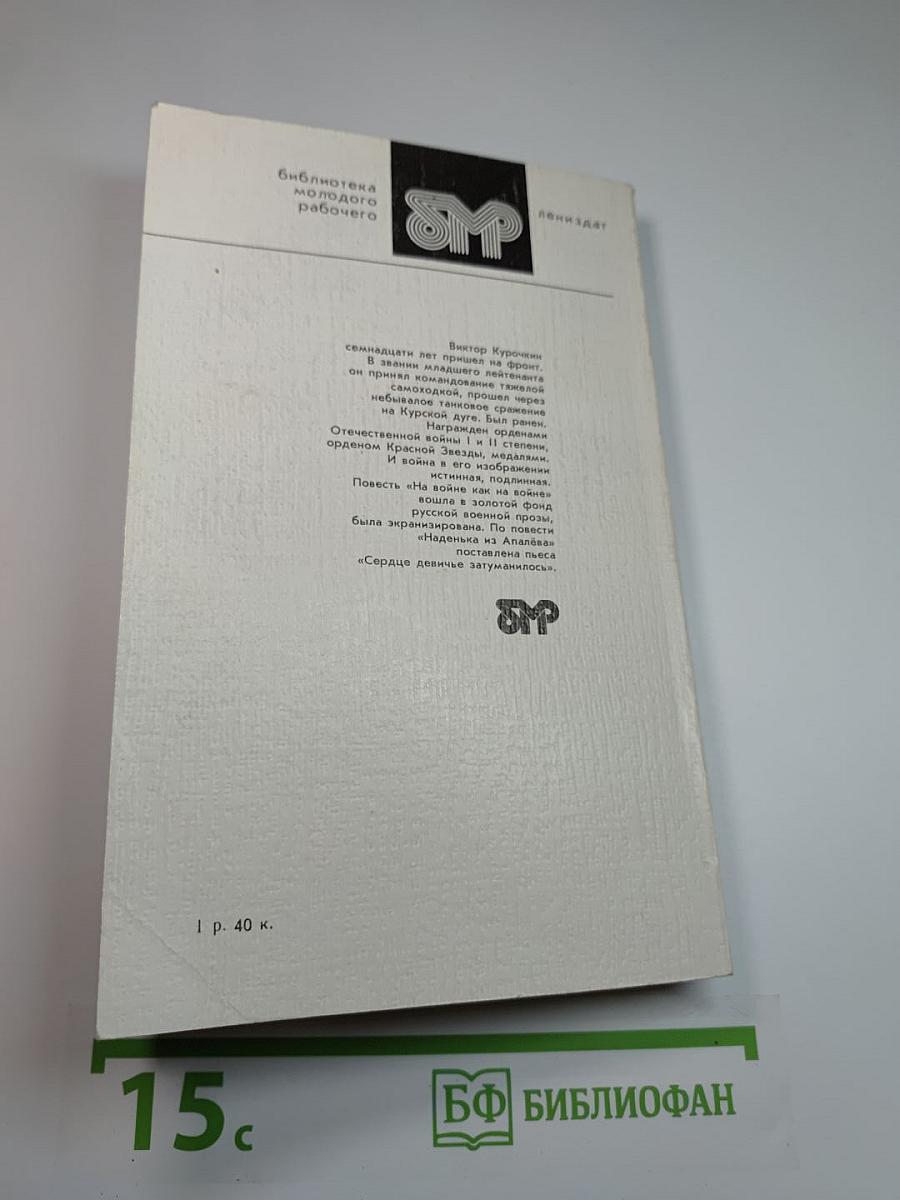 библиотека
молодого
рабочего
бмр
лениздат
Виктор Курочкин
семнадцати лет пришел на фронт.
В звании младшего лейтенанта
он принял командование тяжелой
самоходкой, прошел через
небывалое танковое сражение
на Курской дуге. Был ранен.
Награжден орденами
Отечественной войны I и II степени,
орденом Красной Звезды, медалями.
И война в его изображении
истинная, подлинная.
Повесть «На войне как на войне»
вошла в золотой фонд
русской военной прозы,
была экранизирована. По повести
«Наденька из Апалёва»
поставлена пьеса
«Сердце девичье затуманилось».
бмр
1 р. 40 к.
15 с
БФ БИБЛИОФАН